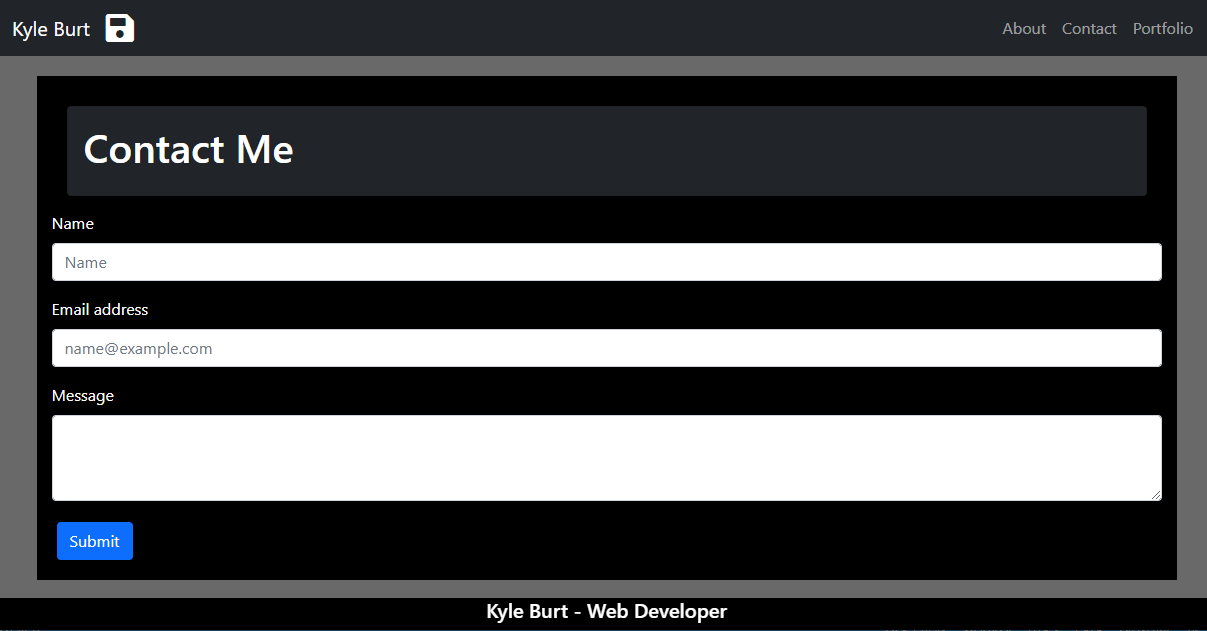 Kyle Burt
About Contact Portfolio
Contact Me
Name
Name
Email address
name@example.com
Message
Submit
Kyle Burt - Web Developer